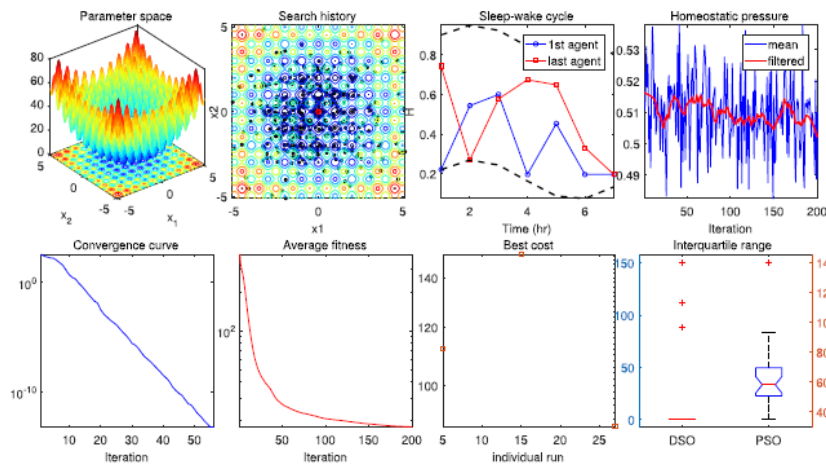 Parameter space
80
60
40
20
0
5
0
-5
-5
0
5
x2
x1
Search history
5
0
-5
-5
0
5
x2
x1
Sleep-wake cycle
1st agent
last agent
0.8
0.6
0.4
0.2
2
4
6
H
Time (hr)
Homeostatic pressure
mean
filtered
0.53
0.52
0.51
0.5
0.49
50
100
150
200
Iteration
Convergence curve
10^0
10^-10
10
20
30
40
50
Iteration
Average fitness
10^2
50
100
150
200
Iteration
Best cost
140
120
100
5
15
25
individual run
Interquartile range
150
100
50
0
DSO
PSO
80
60
40